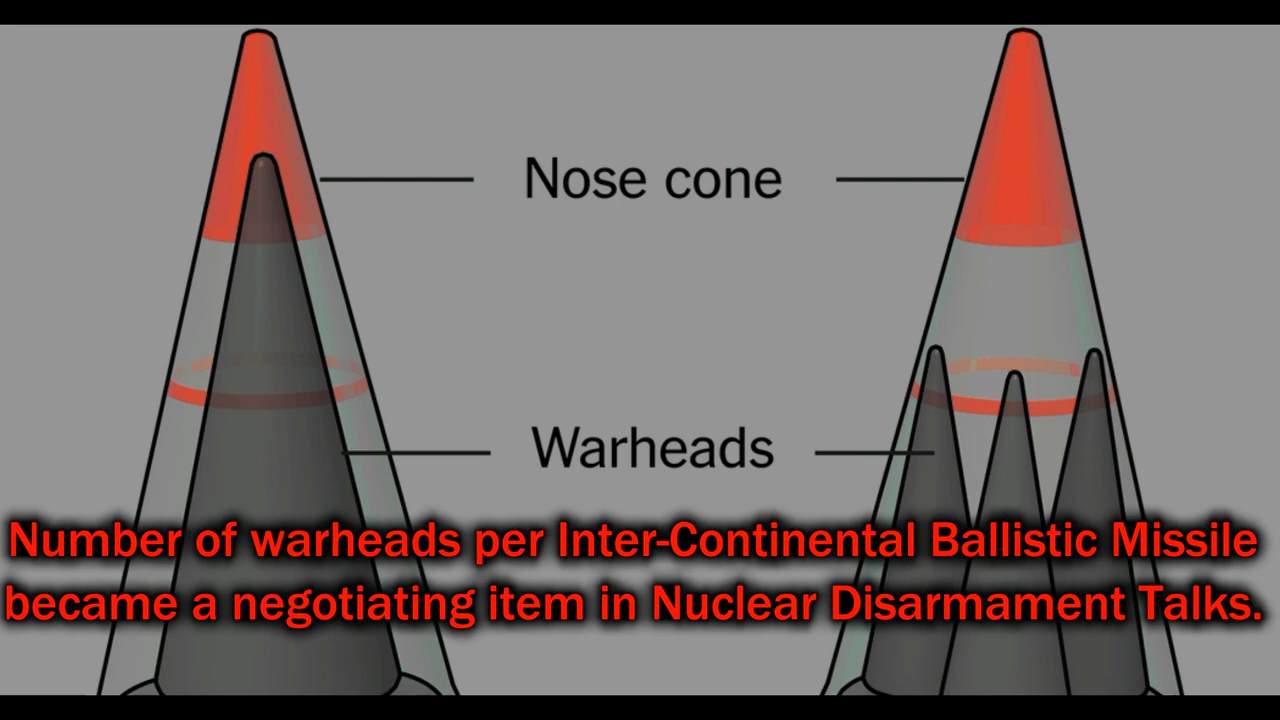 Nose cone
Warheads
Number of warheads per Inter-Continental Ballistic Missile
became a negotiating item in Nuclear Disarmament Talks.